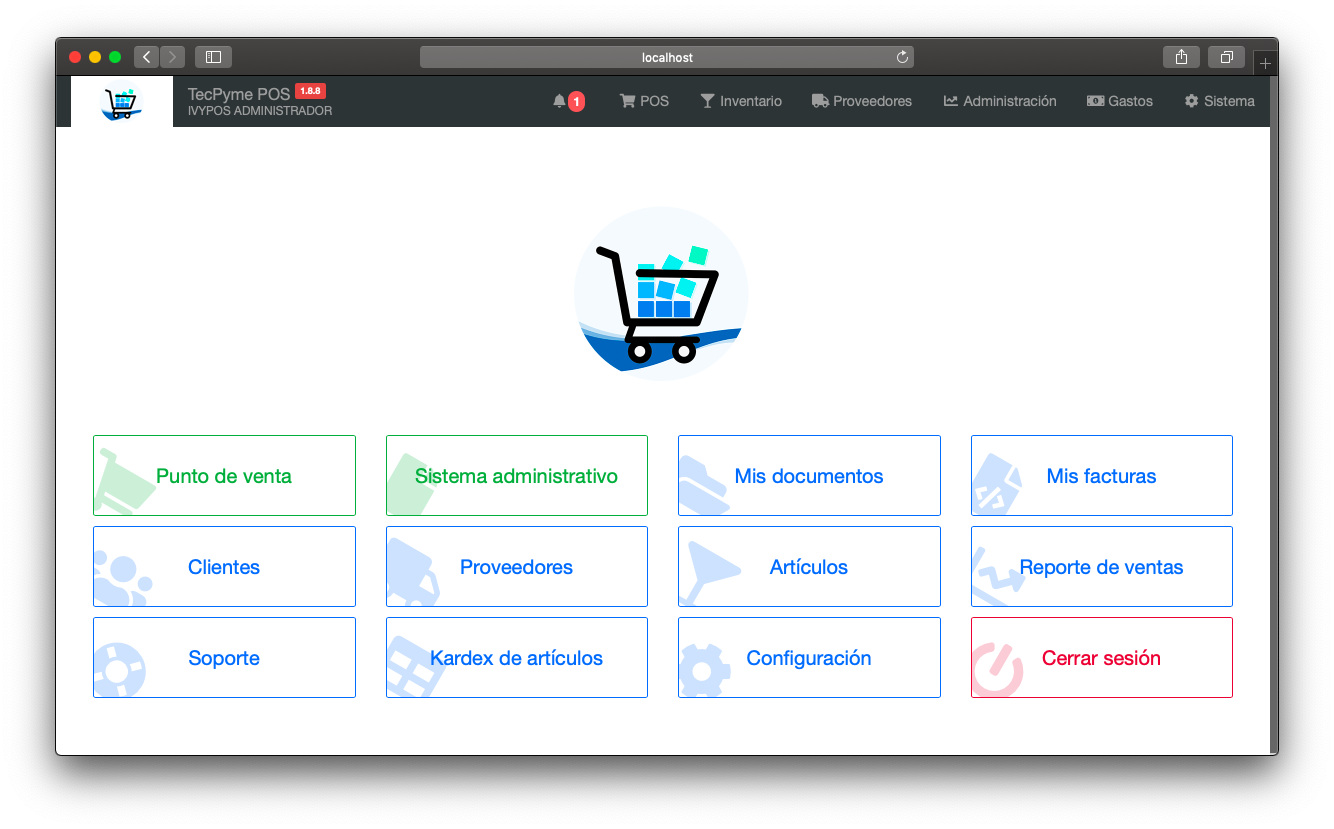 localhost
TecPyme POS 1.8.8
IVYPOS ADMINISTRADOR
1 POS Inventario Proveedores Administración Gastos Sistema
Punto de venta Sistema administrativo Mis documentos Mis facturas
Clientes Proveedores Artículos Reporte de ventas
Soporte Kardex de artículos Configuración Cerrar sesión